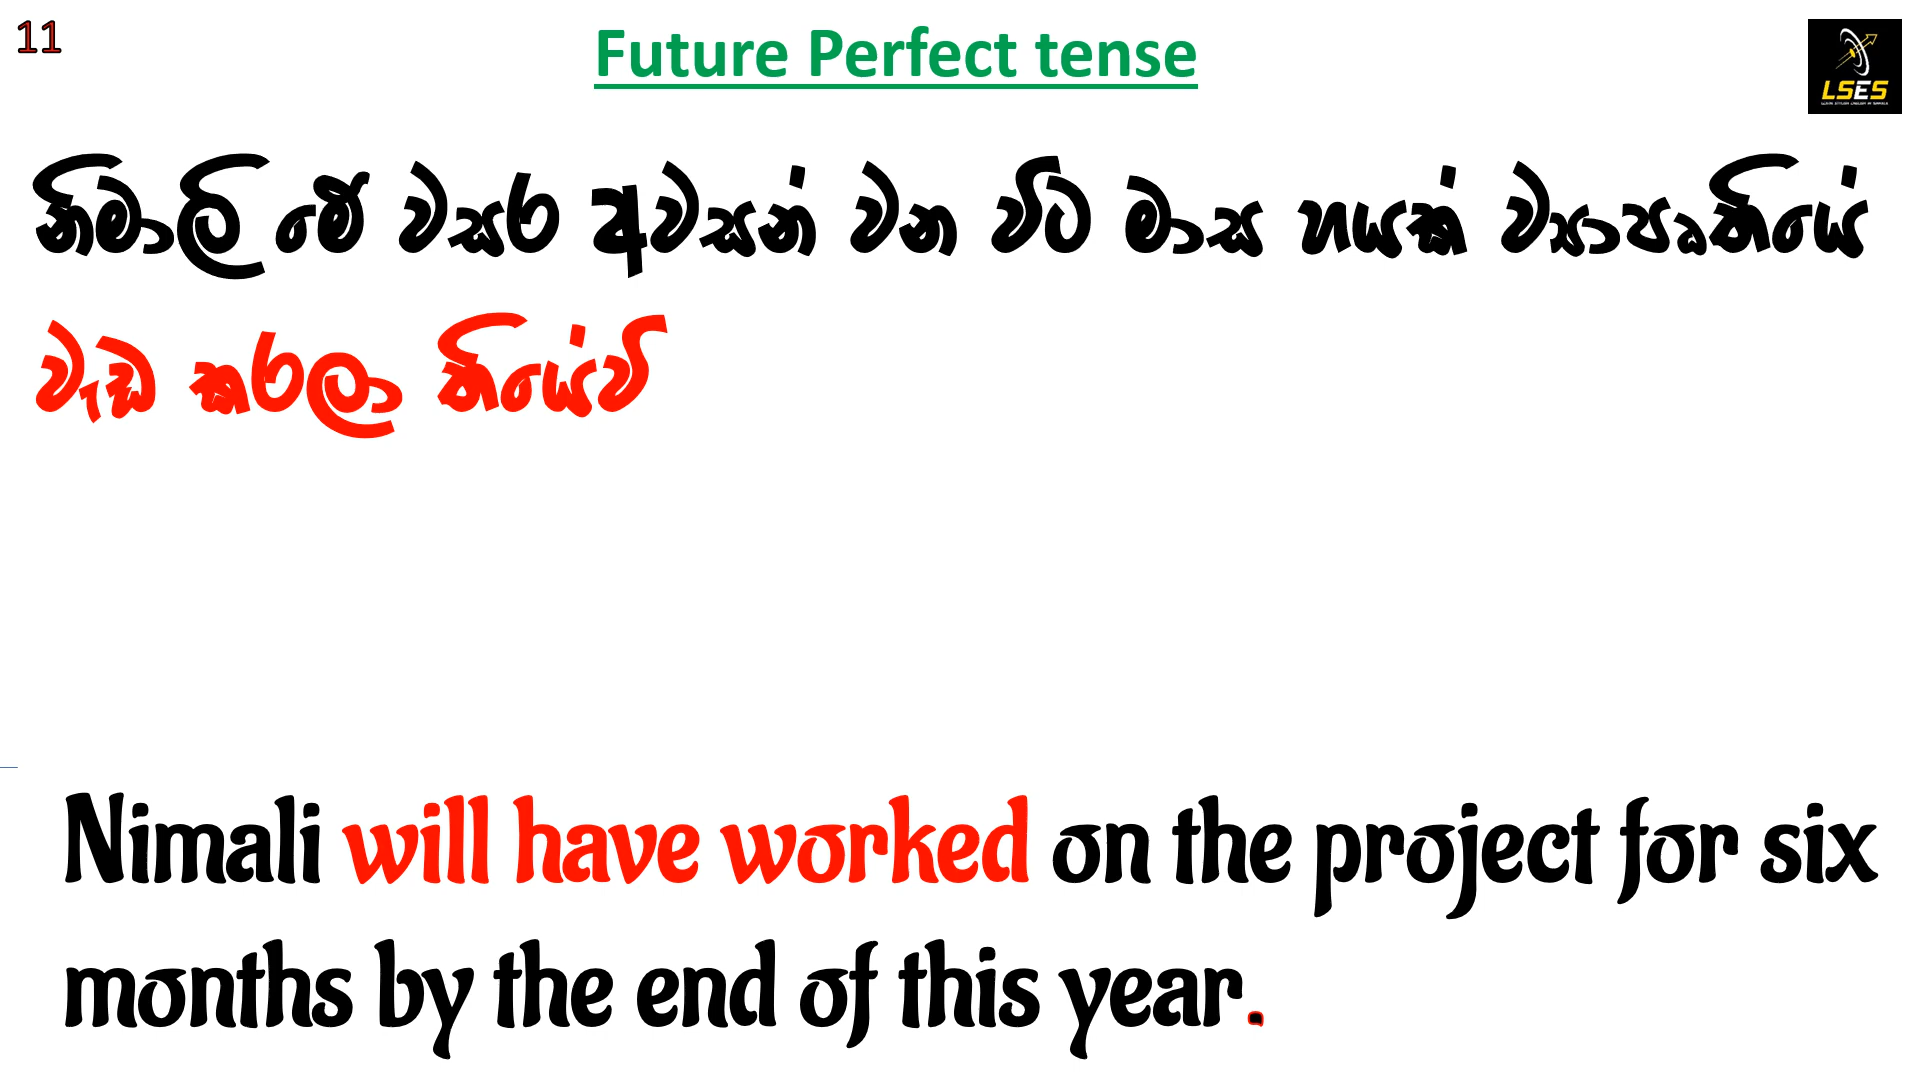 11
Future Perfect tense
LSES
නිමාලි මේ වසර අවසන් වන විට මාස හයක් ව්‍යාපෘතියේ
වැඩ කරලා තියේවි
Nimali will have worked on the project for six
months by the end of this year.